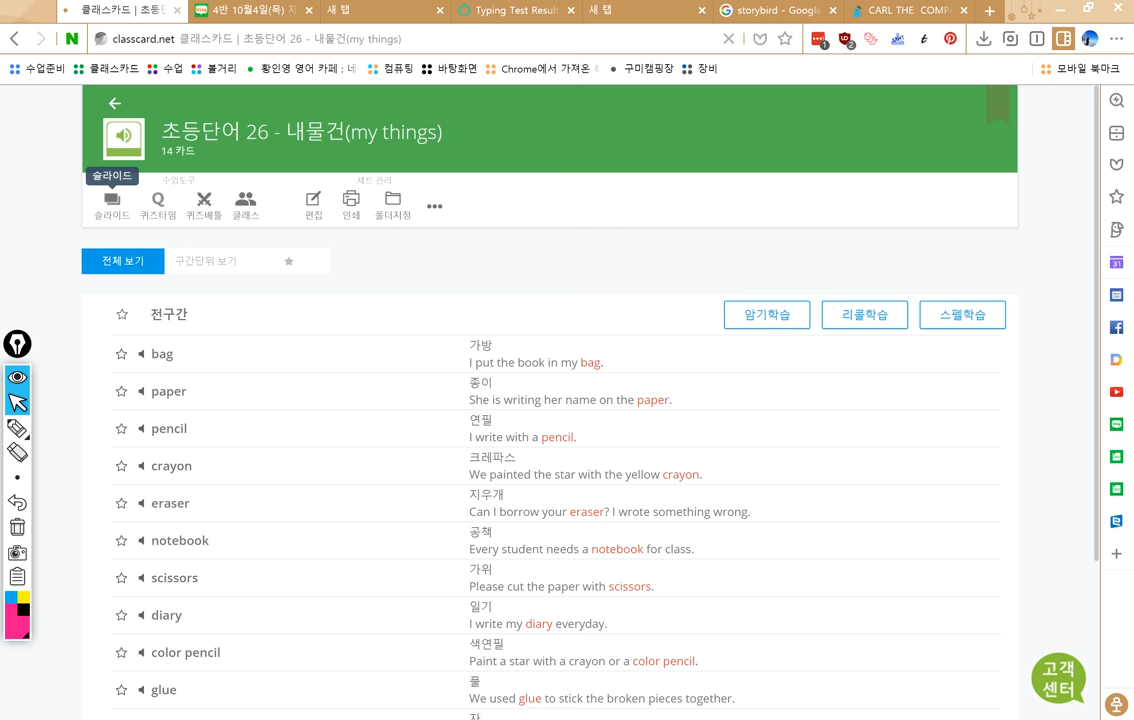 클래스카드 | 초등단
4반 10월4일(목) 지
새 탭
Typing Test Result
새 탭
storybird - Google
CARL THE COMPA
classcard.net 클래스카드 | 초등단어 26 - 내물건(my things)
수업준비 클래스카드 수업 볼거리 황인영 영어 카페 : 네 컴퓨팅 바탕화면 Chrome에서 가져온 구미캠핑장 장비 모바일 북마크
초등단어 26 - 내물건(my things)
14 카드
슬라이드
수업도구 세트 관리
슬라이드 퀴즈타임 퀴즈배틀 클래스 편집 인쇄 폴더지정
전체 보기 구간단위 보기
전구간 암기학습 리콜학습 스펠학습
bag
가방
I put the book in my bag.
paper
종이
She is writing her name on the paper.
pencil
연필
I write with a pencil.
crayon
크레파스
We painted the star with the yellow crayon.
eraser
지우개
Can I borrow your eraser? I wrote something wrong.
notebook
공책
Every student needs a notebook for class.
scissors
가위
Please cut the paper with scissors.
diary
일기
I write my diary everyday.
color pencil
색연필
Paint a star with a crayon or a color pencil.
glue
풀
We used glue to stick the broken pieces together.
자
고객
센터